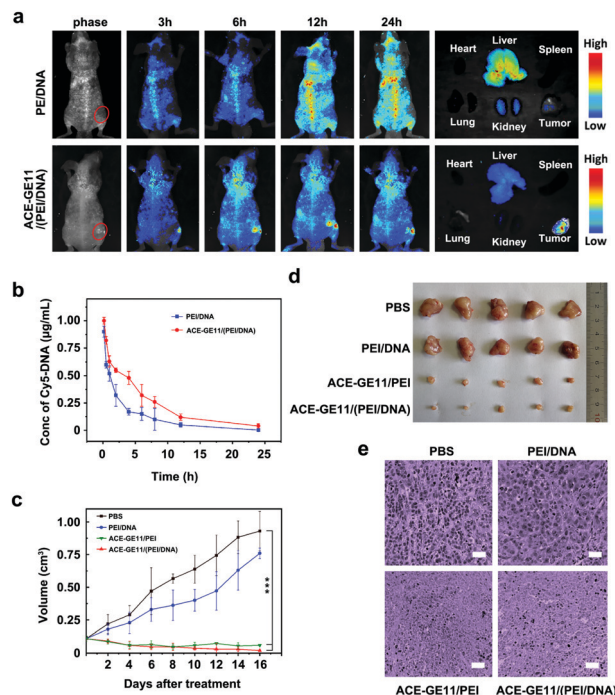 a
phase 3h 6h 12h 24h
PE/DNA
Heart Liver Spleen
Lung Kidney Tumor
High
Low
ACE-GE11
/(PEI/DNA)
Heart Liver Spleen
Lung Kidney Tumor
High
Low
b
Conc of Cy5-DNA (μg/mL)
1.00
0.75
0.50
0.25
0
PEI/DNA
ACE-GE11/(PEI/DNA)
0 5 10 15 20 25
Time (h)
c
Volume (cm³)
1.00
0.75
0.50
0.25
0
PBS
PEI/DNA
ACE-GE11/PEI
ACE-GE11/(PEI/DNA)
***
2 4 6 8 10 12 14 16
Days after treatment
d
PBS
PEI/DNA
ACE-GE11/PEI
ACE-GE11/(PEI/DNA)
e
PBS PEI/DNA
ACE-GE11/PEI ACE-GE11/(PEI/DNA)